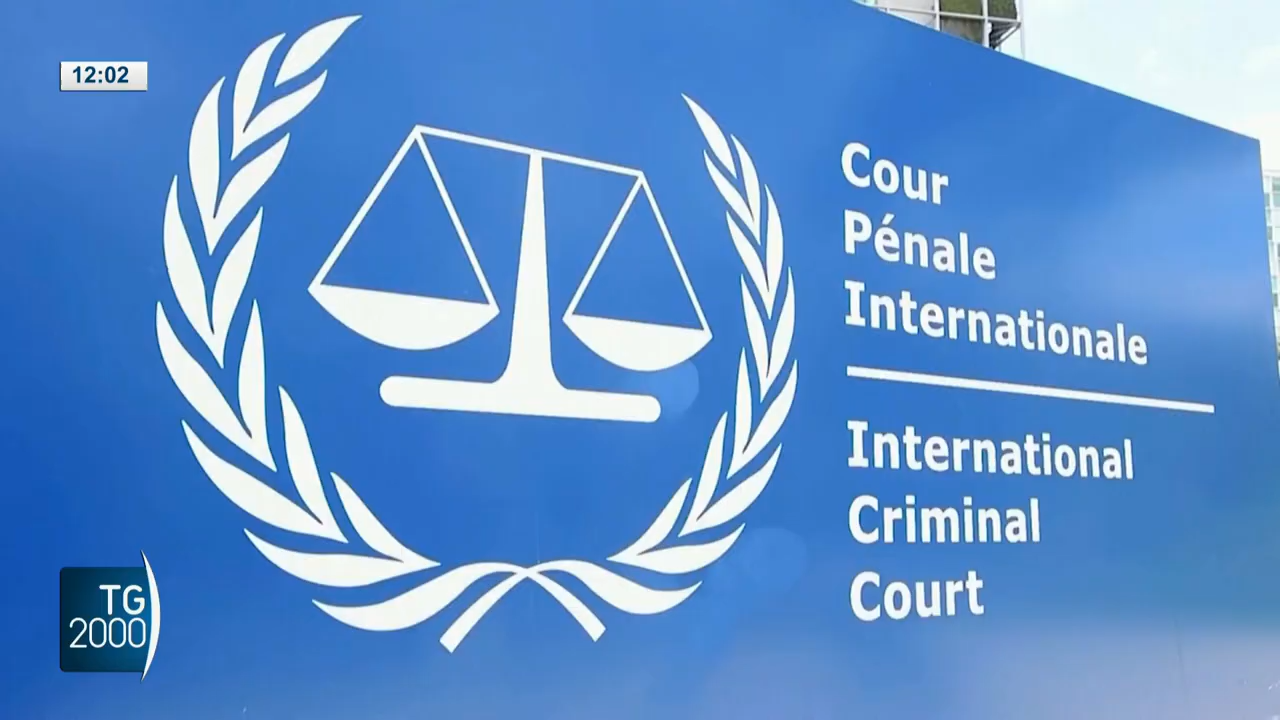 12:02
Cour
Pénale
Internationale
International
Criminal
Court
TG
2000